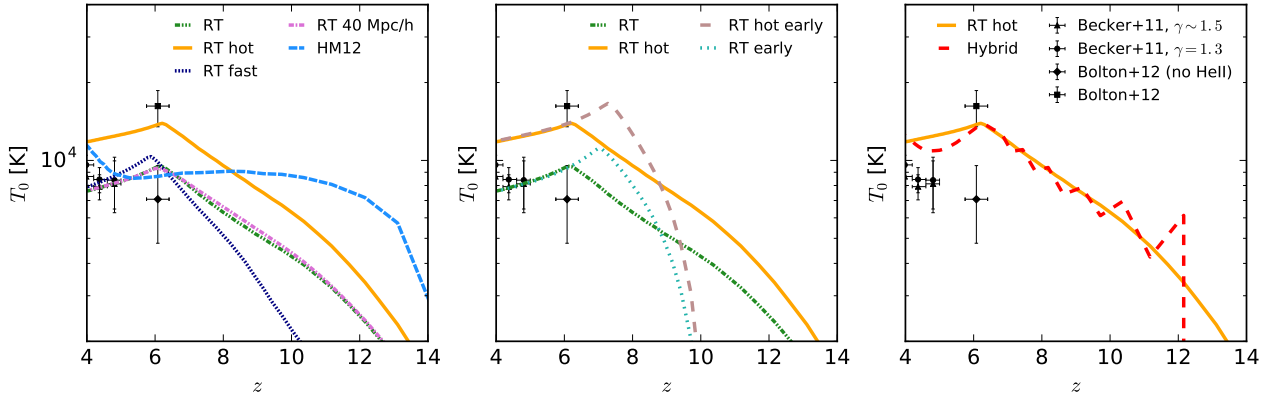 RT
RT hot
RT fast
RT 40 Mpc/h
HM12
10⁴
T₀ [K]
4 6 8 10 12 14
z
RT
RT hot
RT hot early
RT early
T₀ [K]
4 6 8 10 12 14
z
RT hot
Hybrid
Becker+11, γ∼1.5
Becker+11, γ=1.3
Bolton+12 (no HeII)
Bolton+12
T₀ [K]
4 6 8 10 12 14
z